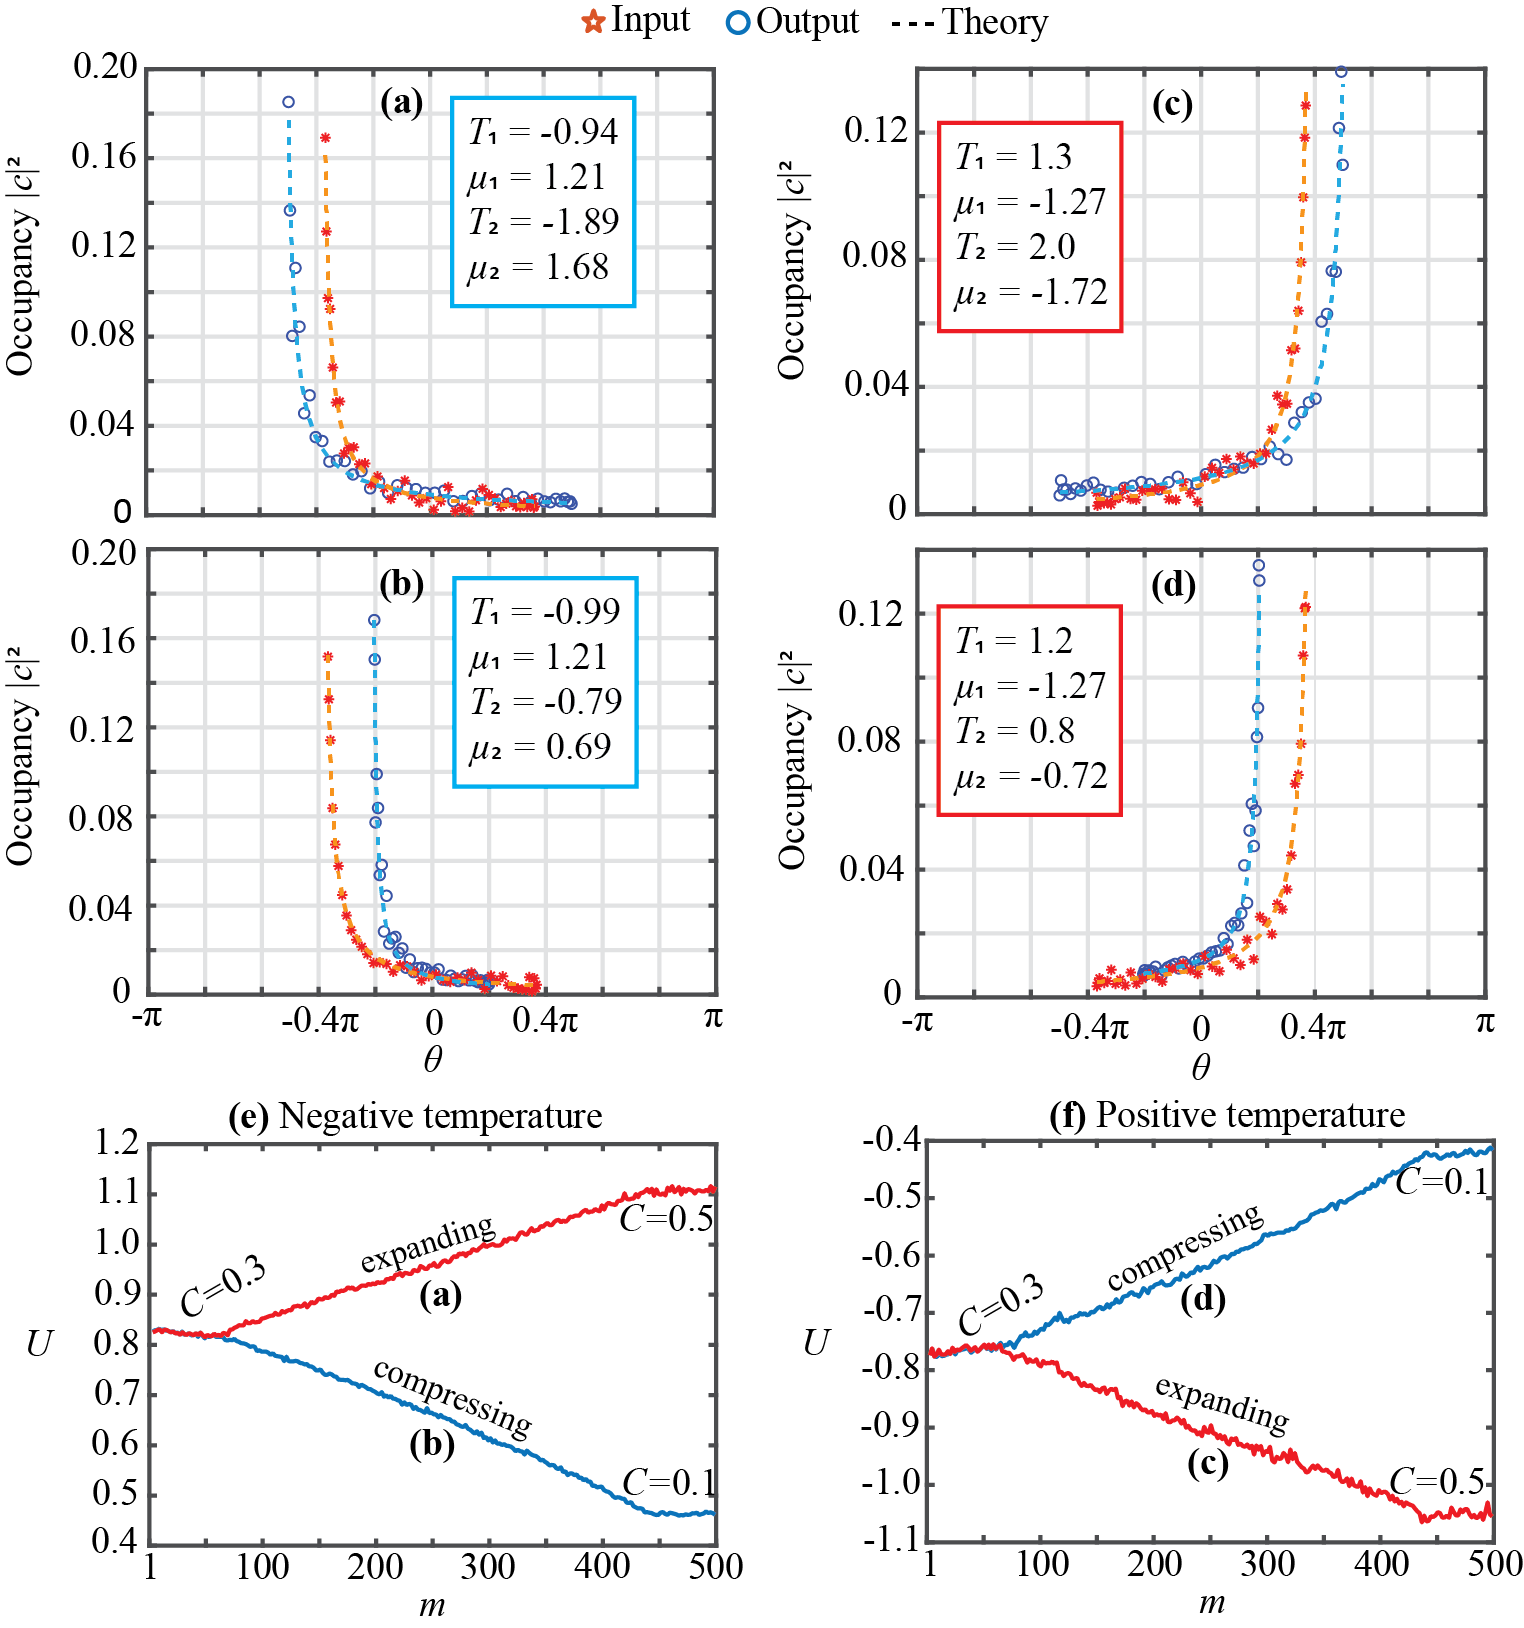 Input Output Theory
0.20
0.16
0.12
0.08
0.04
0
Occupancy |c|²
(a)
T₁ = -0.94
μ₁ = 1.21
T₂ = -1.89
μ₂ = 1.68
0.12
0.08
0.04
0
Occupancy |c|²
(c)
T₁ = 1.3
μ₁ = -1.27
T₂ = 2.0
μ₂ = -1.72
0.20
0.16
0.12
0.08
0.04
0
Occupancy |c|²
(b)
T₁ = -0.99
μ₁ = 1.21
T₂ = -0.79
μ₂ = 0.69
-π -0.4π 0 0.4π π
θ
0.12
0.08
0.04
0
Occupancy |c|²
(d)
T₁ = 1.2
μ₁ = -1.27
T₂ = 0.8
μ₂ = -0.72
-π -0.4π 0 0.4π π
θ
(e) Negative temperature
1.2
1.1
1.0
0.9
0.8
0.7
0.6
0.5
0.4
U
C=0.3
expanding
(a)
C=0.5
compressing
(b)
C=0.1
1 100 200 300 400 500
m
(f) Positive temperature
-0.4
-0.5
-0.6
-0.7
-0.8
-0.9
-1.0
-1.1
U
C=0.3
compressing
(d)
C=0.1
expanding
(c)
C=0.5
1 100 200 300 400 500
m